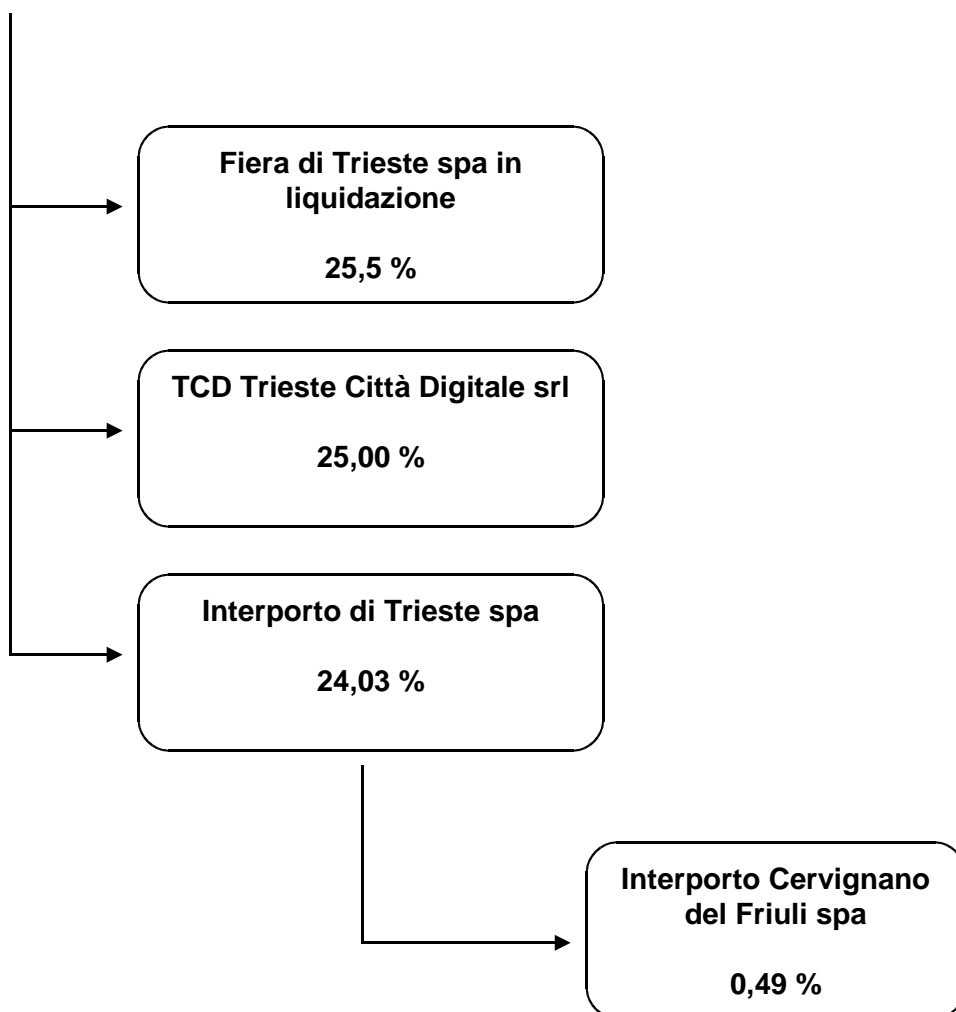 Fiera di Trieste spa in
liquidazione
25,5 %
TCD Trieste Città Digitale srl
25,00 %
Interporto di Trieste spa
24,03 %
Interporto Cervignano
del Friuli spa
0,49 %